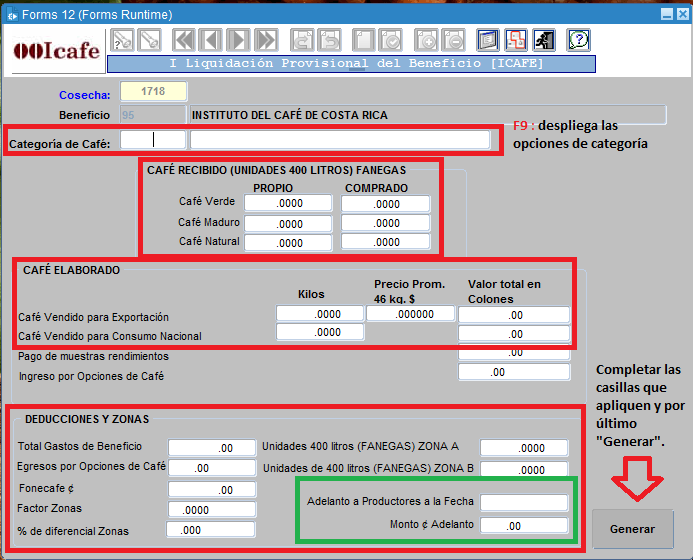 Forms 12 (Forms Runtime)
Icafe
I Liquidación Provisional del Beneficio [ICAFE]
Cosecha: 1718
Beneficio 95 INSTITUTO DEL CAFÉ DE COSTA RICA
F9 : despliega las
opciones de categoría
Categoría de Café:
CAFÉ RECIBIDO (UNIDADES 400 LITROS) FANEGAS
PROPIO COMPRADO
Café Verde .0000 .0000
Café Maduro .0000 .0000
Café Natural .0000 .0000
CAFÉ ELABORADO
Kilos Precio Prom. Valor total en
46 kg. $ Colones
Café Vendido para Exportación .0000 .000000 .00
Café Vendido para Consumo Nacional .0000 .00
Pago de muestras rendimientos .00
Ingreso por Opciones de Café .00
Completar las
casillas que
apliquen y por
último
"Generar".
DEDUCCIONES Y ZONAS
Total Gastos de Beneficio .00 Unidades 400 litros (FANEGAS) ZONA A .0000
Egresos por Opciones de Café .00 Unidades de 400 litros (FANEGAS) ZONA B .0000
Fonecafe ¢ .00
Factor Zonas .0000 Adelanto a Productores a la Fecha
% de diferencial Zonas .000 Monto ¢ Adelanto .00
Generar